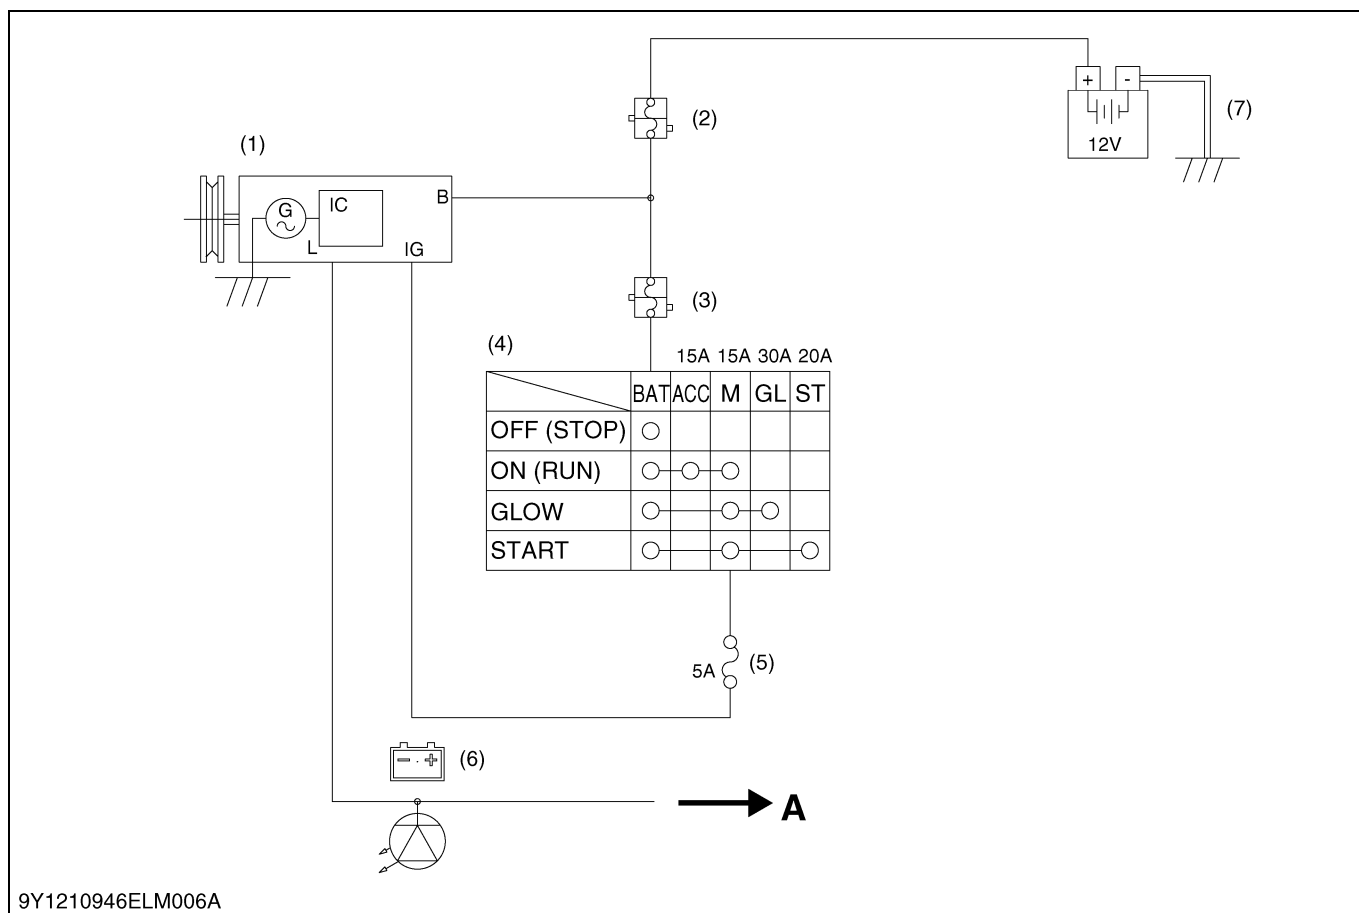 (2)
+ -
(7)
12V
(1)
G
IC
B
L
IG
(3)
(4)
15A 15A 30A 20A
BAT ACC M GL ST
OFF (STOP)
ON (RUN)
GLOW
START
5A
(5)
(6)
- . +
A
9Y1210946ELM006A